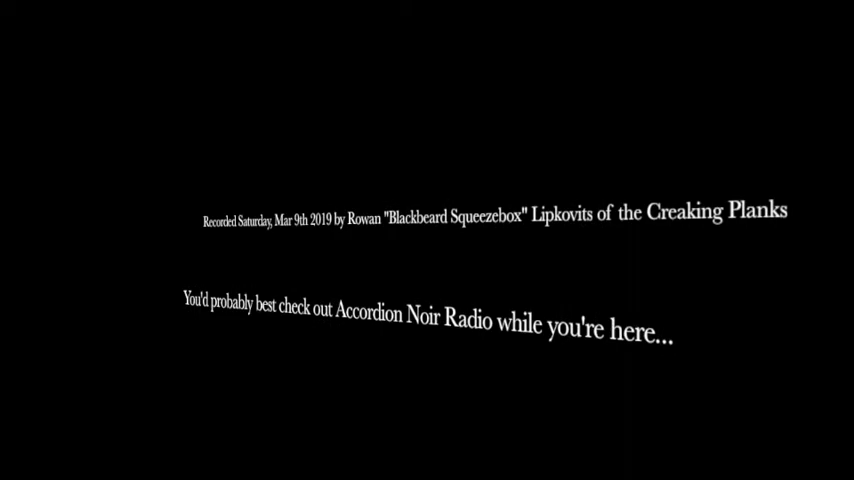 Recorded Saturday, Mar 9th 2019 by Rowan "Blackbeard Squeezebox" Lipkovits of the Creaking Planks
You'd probably best check out Accordion Noir Radio while you're here...